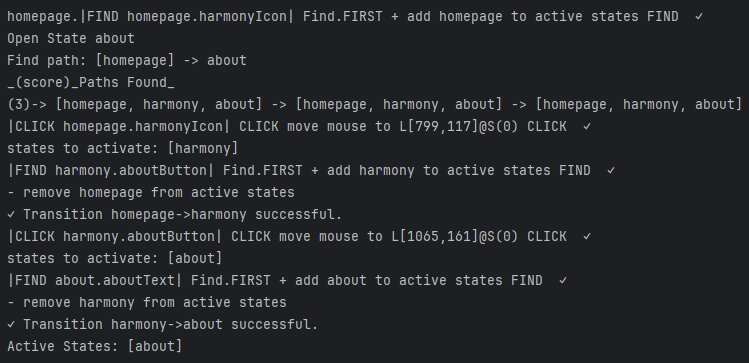 homepage.|FIND homepage.harmonyIcon| Find.FIRST + add homepage to active states FIND  ✓
Open State about
Find path: [homepage] -> about
_(score)_Paths Found_
(3)-> [homepage, harmony, about] -> [homepage, harmony, about] -> [homepage, harmony, about]
|CLICK homepage.harmonyIcon| CLICK move mouse to L[799,117]@S(0) CLICK  ✓
states to activate: [harmony]
|FIND harmony.aboutButton| Find.FIRST + add harmony to active states FIND  ✓
- remove homepage from active states
✓ Transition homepage->harmony successful.
|CLICK harmony.aboutButton| CLICK move mouse to L[1065,161]@S(0) CLICK  ✓
states to activate: [about]
|FIND about.aboutText| Find.FIRST + add about to active states FIND  ✓
- remove harmony from active states
✓ Transition harmony->about successful.
Active States: [about]